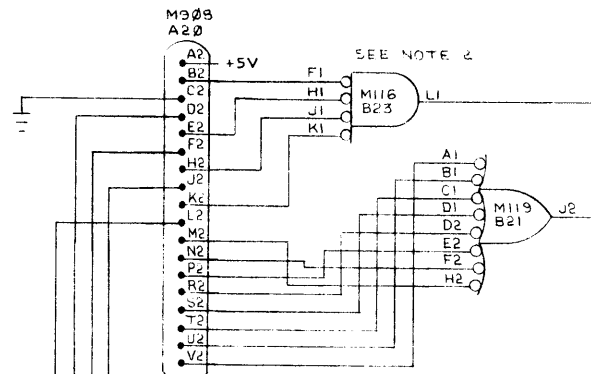 M908
A20
A2
+5V
B2
C2
D2
E2
F2
H2
J2
K2
L2
M2
N2
P2
R2
S2
T2
U2
V2
SEE NOTE 2
F1
H1
J1
K1
M116
B23
L1
A1
B1
C1
D1
D2
E2
F2
H2
M119
B21
J2